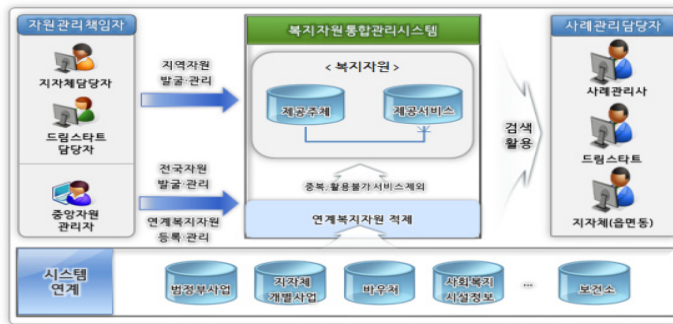 자원관리책임자
지자체담당자
드림스타트
담당자
중앙자원
관리자
지역자원
발굴·관리
전국자원
발굴·관리
연계복지자원
등록·관리
복지자원통합관리시스템
< 복지자원 >
제공주체
제공서비스
중복/활용불가 서비스 제외
연계복지자원 적재
검색
활용
사례관리담당자
사례관리사
드림스타트
지자체(읍면동)
시스템
연계
범정부사업
지자체
개별사업
바우처
사회복지
시설정보
...
보건소